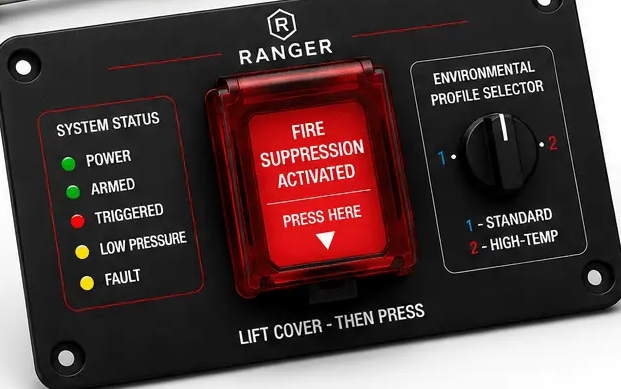 R
RANGER
SYSTEM STATUS
POWER
ARMED
TRIGGERED
LOW PRESSURE
FAULT
FIRE
SUPPRESSION
ACTIVATED
PRESS HERE
ENVIRONMENTAL
PROFILE SELECTOR
1 2
1 - STANDARD
2 - HIGH-TEMP
LIFT COVER - THEN PRESS